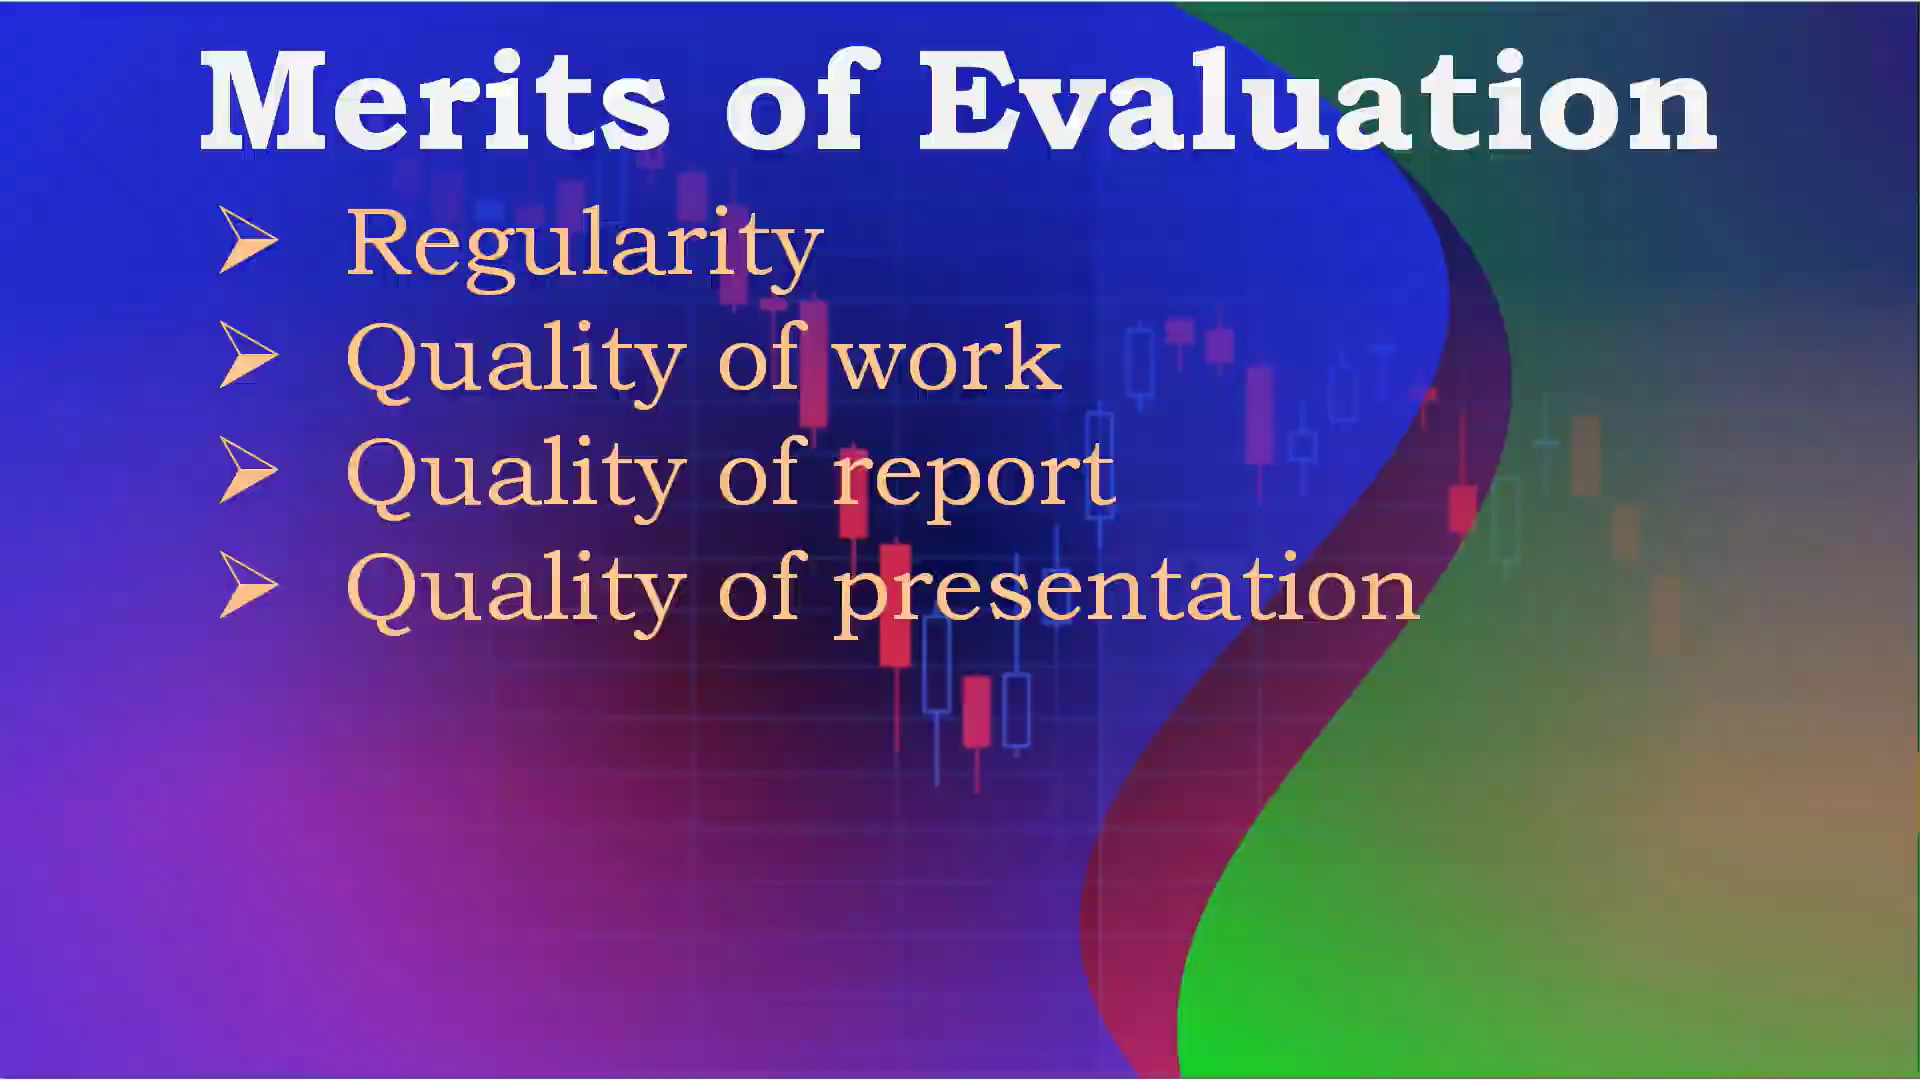 Merits of Evaluation
➢ Regularity
➢ Quality of work
➢ Quality of report
➢ Quality of presentation